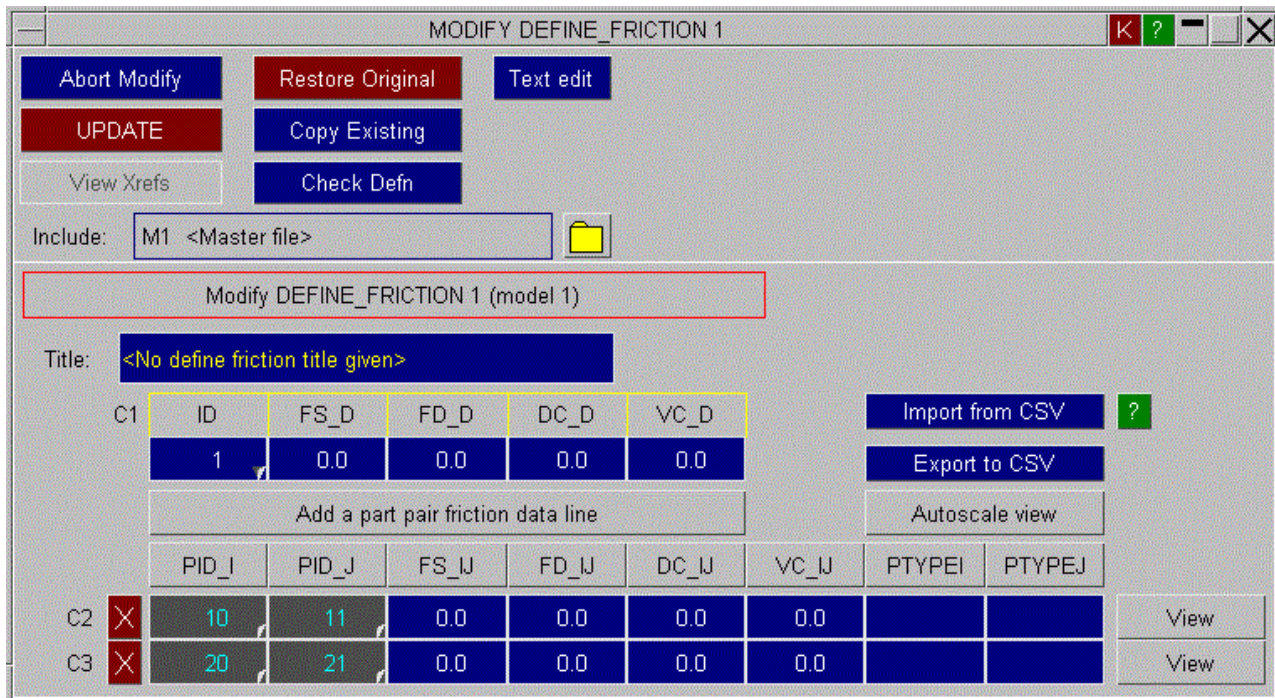 MODIFY DEFINE_FRICTION 1 K ?
Abort Modify Restore Original Text edit
UPDATE Copy Existing
View Xrefs Check Defn
Include: M1 <Master file>
Modify DEFINE_FRICTION 1 (model 1)
Title: <No define friction title given>
C1 ID FS_D FD_D DC_D VC_D Import from CSV ?
1 0.0 0.0 0.0 0.0 Export to CSV
Add a part pair friction data line Autoscale view
PID_I PID_J FS_IJ FD_IJ DC_IJ VC_IJ PTYPEI PTYPEJ
C2 X 10 11 0.0 0.0 0.0 0.0 View
C3 X 20 21 0.0 0.0 0.0 0.0 View